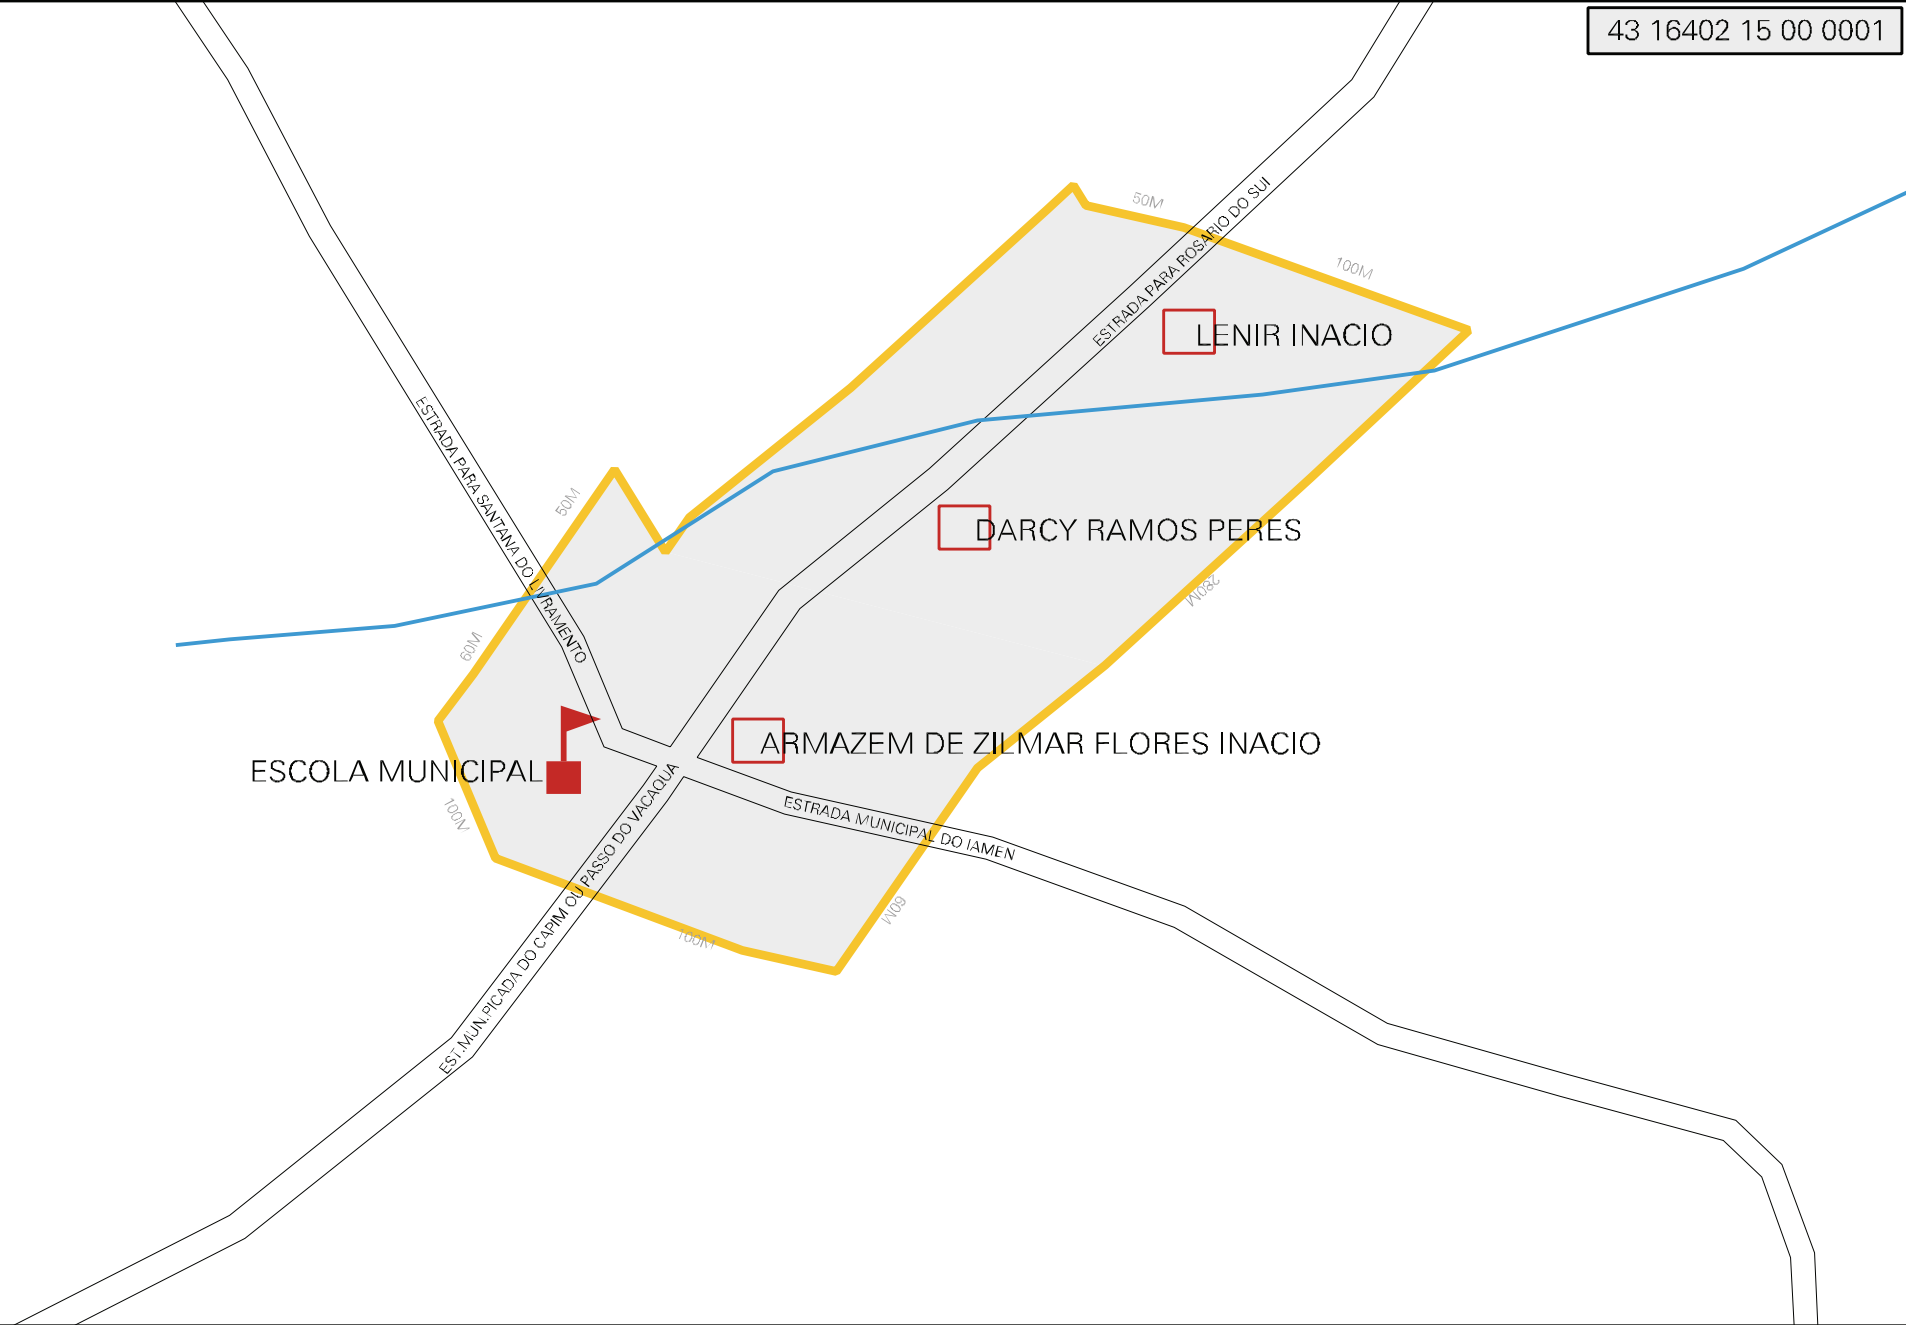 43 16402 15 00 0001
50M
ESTRADA PARA ROSARIO DO SUI
100M
LENIR INACIO
ESTRADA PARA SANTANA DO LIVRAMENTO
50M
DARCY RAMOS PERES
280M
60M
ARMAZEM DE ZILMAR FLORES INACIO
ESCOLA MUNICIPAL
100M
ESTRADA MUNICIPAL DO IAMEN
EST.MUN.PICADA DO CAPIM OU PASSO DO VACAQUA
60M
100M